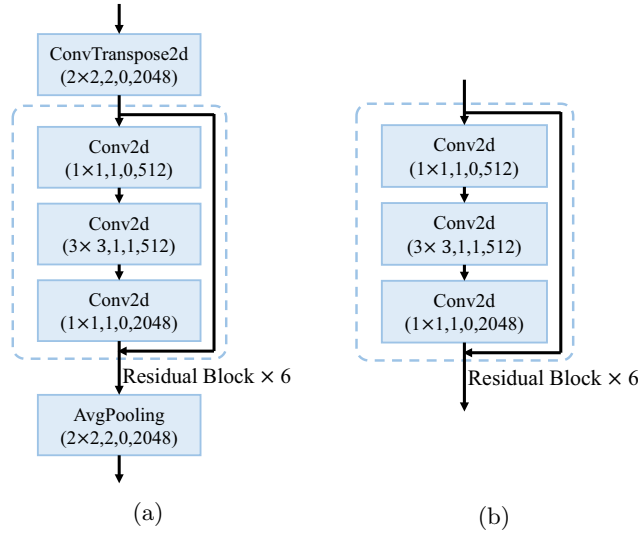 ConvTranspose2d
(2×2,2,0,2048)
Conv2d
(1×1,1,0,512)
Conv2d
(3× 3,1,1,512)
Conv2d
(1×1,1,0,2048)
Residual Block × 6
AvgPooling
(2×2,2,0,2048)
(a)
Conv2d
(1×1,1,0,512)
Conv2d
(3× 3,1,1,512)
Conv2d
(1×1,1,0,2048)
Residual Block × 6
(b)